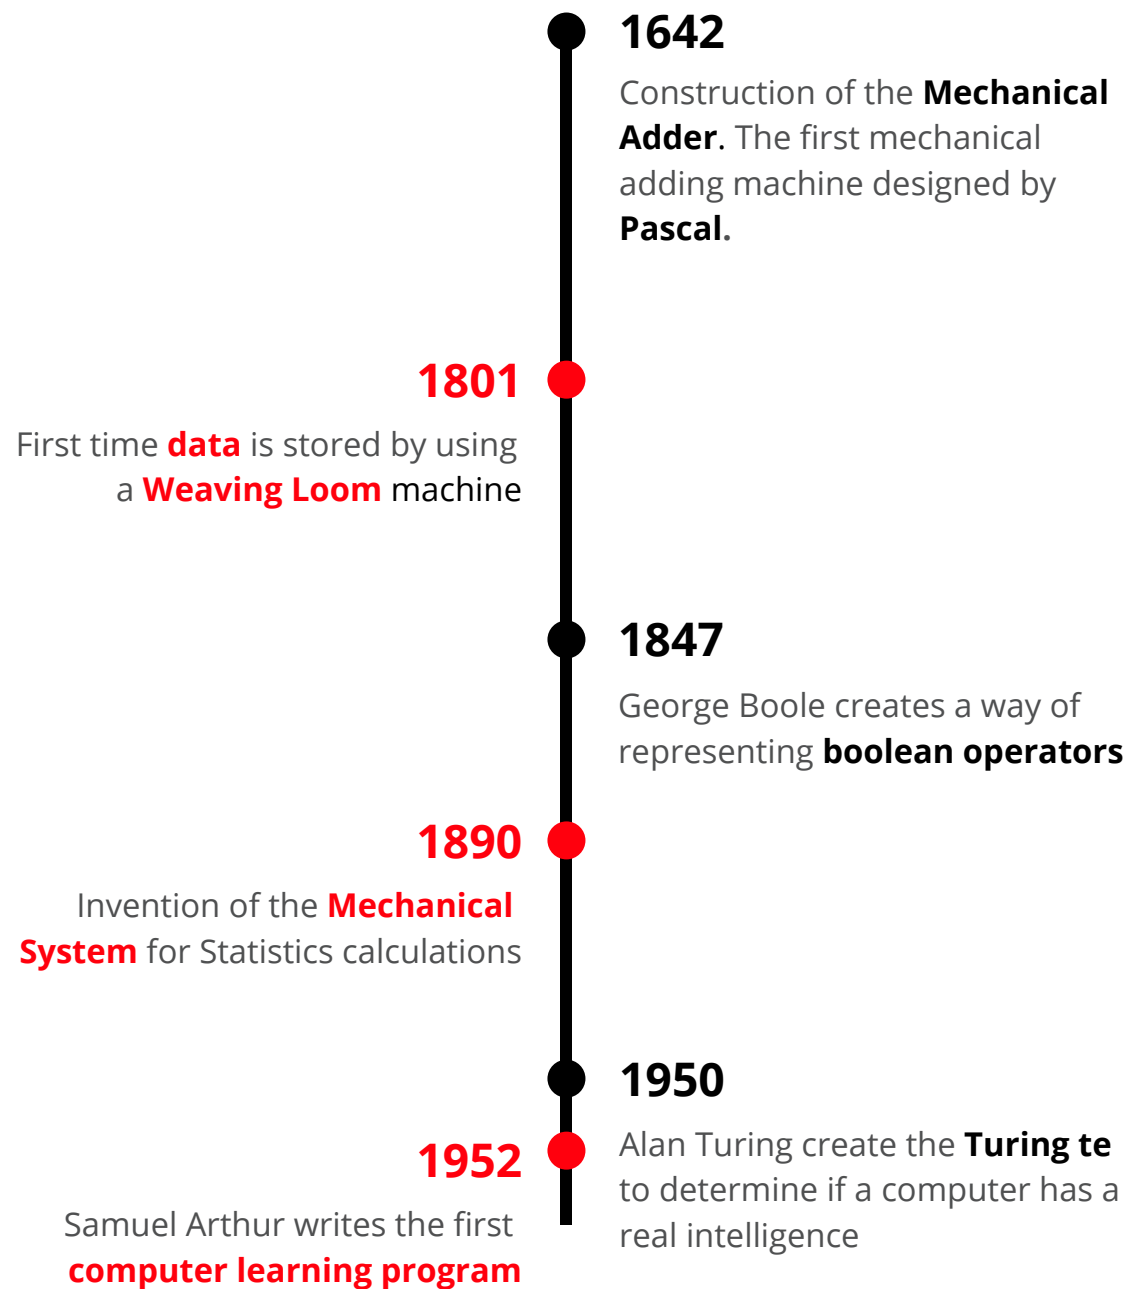 1642
Construction of the Mechanical
Adder. The first mechanical
adding machine designed by
Pascal.
1801
First time data is stored by using
a Weaving Loom machine
1847
George Boole creates a way of
representing boolean operators
1890
Invention of the Mechanical
System for Statistics calculations
1950
Alan Turing create the Turing te
to determine if a computer has a
real intelligence
1952
Samuel Arthur writes the first
computer learning program